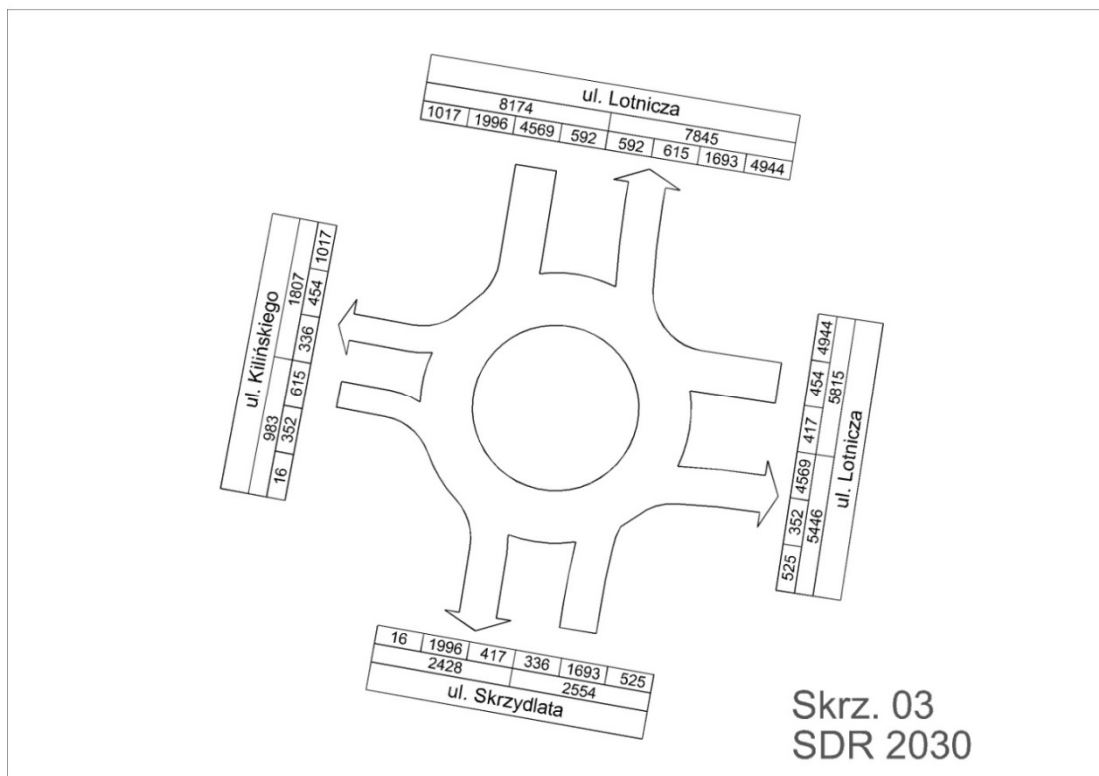 ul. Lotnicza
8174 7845
1017 1996 4569 592 592 615 1693 4944
ul. Kilińskiego
983 1807
16 352 615 336 454 1017
525 352 4569 417 454 4944
5446 5815
ul. Lotnicza
16 1996 417 336 1693 525
2428 2554
ul. Skrzydlata
Skrz. 03
SDR 2030